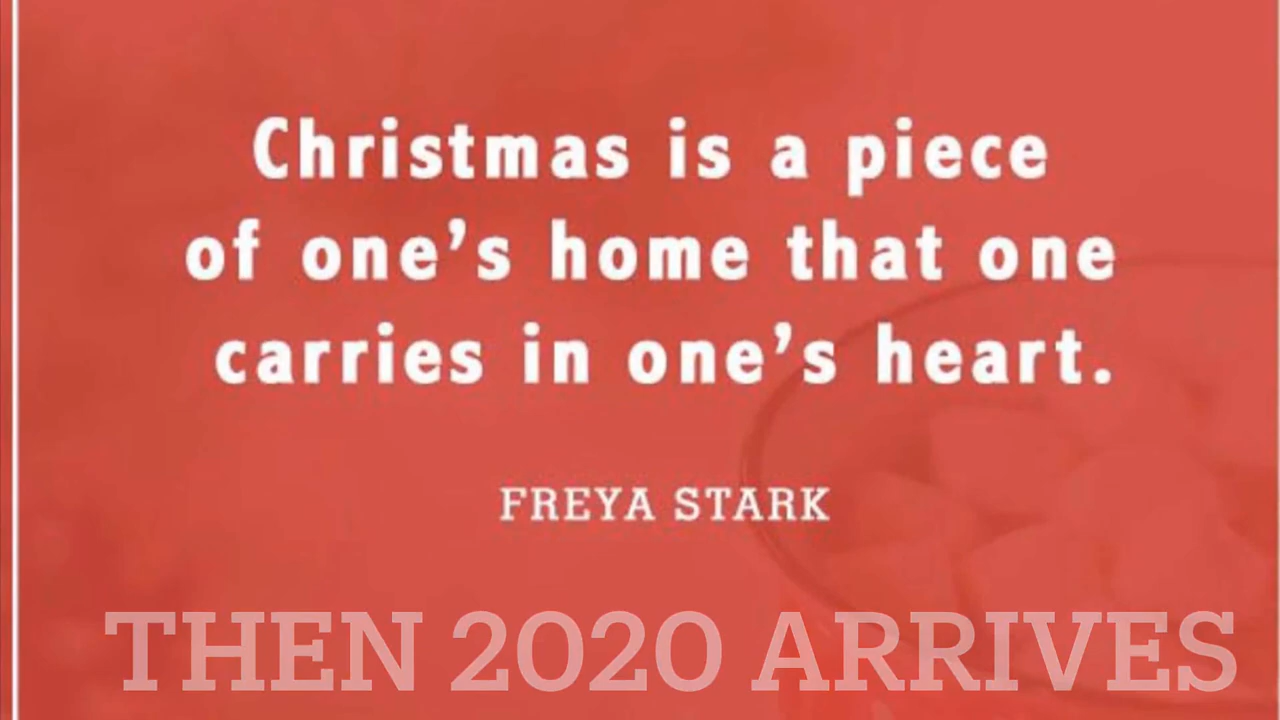 Christmas is a piece
of one’s home that one
carries in one’s heart.
FREYA STARK
THEN 2020 ARRIVES